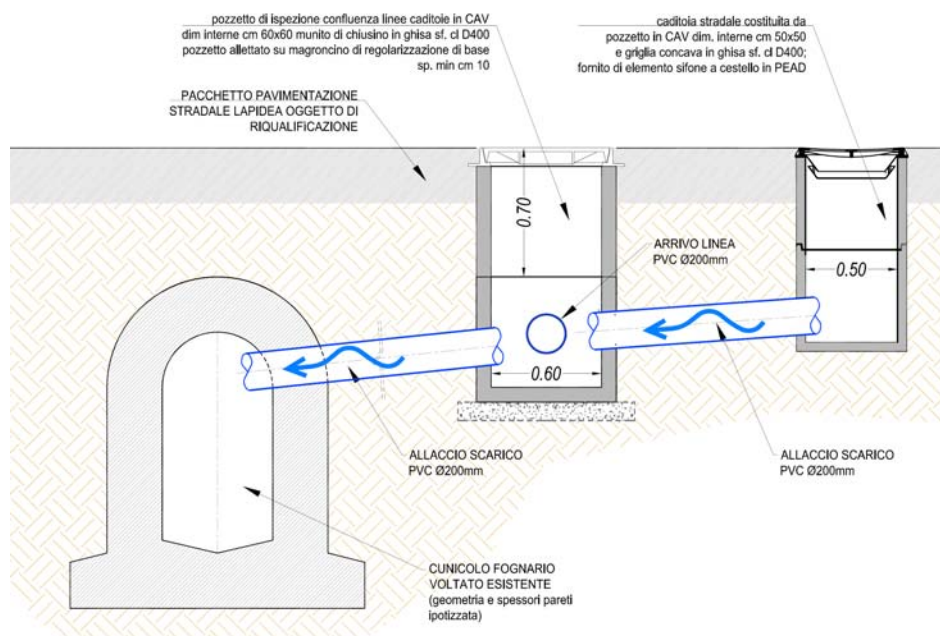 pozzetto di ispezione confluenza linee caditoie in CAV
dim interne cm 60x60 munito di chiusino in ghisa sf. cl D400
pozzetto allettato su magroncino di regolarizzazione di base
sp. min cm 10
caditoia stradale costituita da
pozzetto in CAV dim. interne cm 50x50
e griglia concava in ghisa sf. cl D400;
fornito di elemento sifone a cestello in PEAD
PACCHETTO PAVIMENTAZIONE
STRADALE LAPIDEA OGGETTO DI
RIQUALIFICAZIONE
0.70
ARRIVO LINEA
PVC Ø200mm
0.50
0.60
ALLACCIO SCARICO
PVC Ø200mm
ALLACCIO SCARICO
PVC Ø200mm
CUNICOLO FOGNARIO
VOLTATO ESISTENTE
(geometria e spessori pareti
ipotizzata)